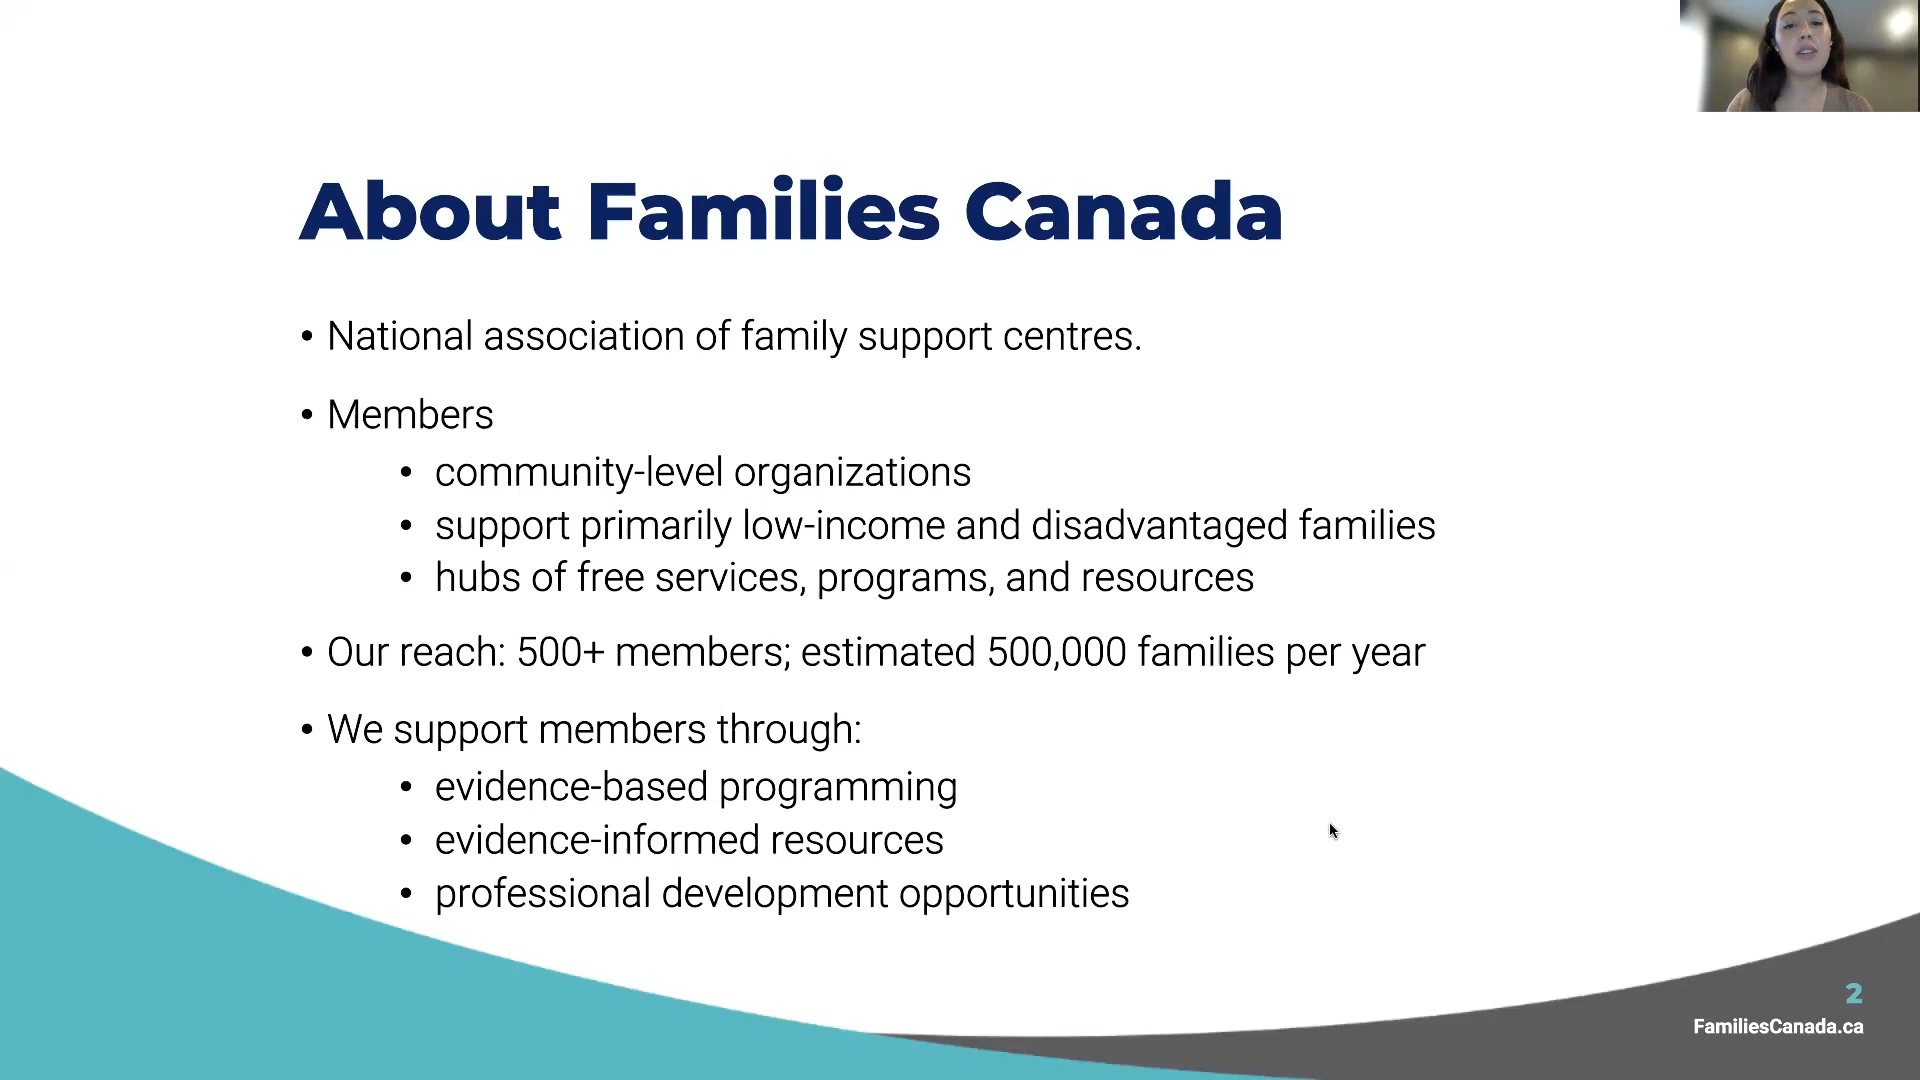 About Families Canada
• National association of family support centres.
• Members
• community-level organizations
• support primarily low-income and disadvantaged families
• hubs of free services, programs, and resources
• Our reach: 500+ members; estimated 500,000 families per year
• We support members through:
• evidence-based programming
• evidence-informed resources
• professional development opportunities
2
FamiliesCanada.ca